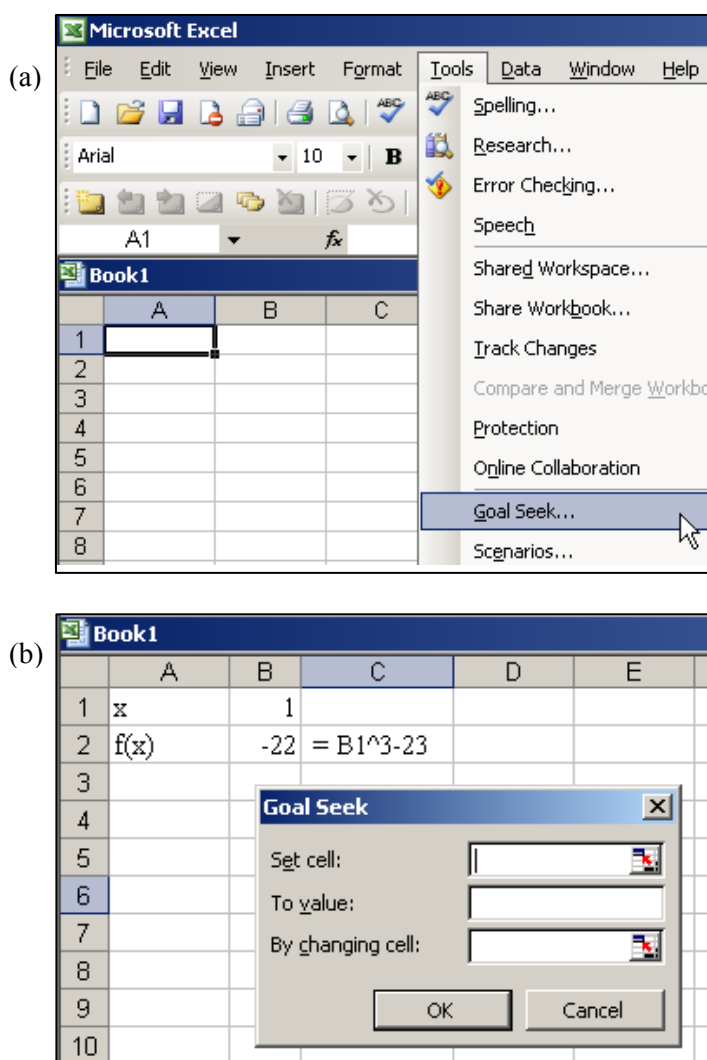 (a)
Microsoft Excel
File Edit View Insert Format Tools Data Window Help
ABC ABC Spelling...
Research...
Arial 10 B
Error Checking...
Speech
A1 fx
Shared Workspace...
Book1
Share Workbook...
A B C
1
Track Changes
2
3
Compare and Merge Workbo
4
Protection
5
Online Collaboration
6
7
Goal Seek...
8
Scenarios...
(b)
Book1
A B C D E
1 x 1
2 f(x) -22 = B1^3-23
3
Goal Seek
4
5 Set cell:
6 To value:
7 By changing cell:
8
9 OK Cancel
10